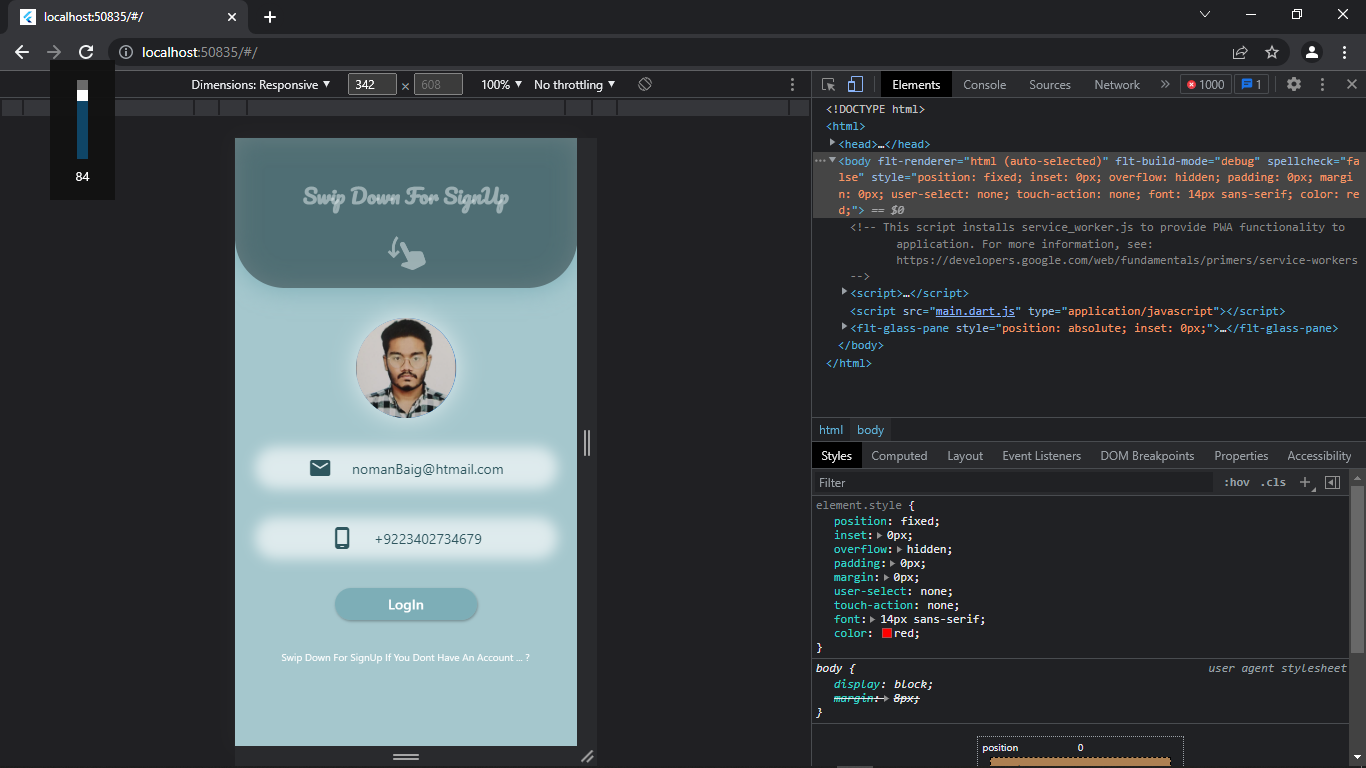 localhost:50835/#/
localhost:50835/#/
84
Dimensions: Responsive
342 × 608
100%
No throttling
Swip Down For SignUp
nomanBaig@htmail.com
+9223402734679
LogIn
Swip Down For SignUp If You Dont Have An Account ... ?
Elements
Console
Sources
Network
1000
1
<!DOCTYPE html>
<html>
<head>…</head>
<body flt-renderer="html (auto-selected)" flt-build-mode="debug" spellcheck="fa
lse" style="position: fixed; inset: 0px; overflow: hidden; padding: 0px; margi
n: 0px; user-select: none; touch-action: none; font: 14px sans-serif; color: re
d;"> == $0
<!-- This script installs service_worker.js to provide PWA functionality to
application. For more information, see:
https://developers.google.com/web/fundamentals/primers/service-workers
-->
<script>…</script>
<script src="main.dart.js" type="application/javascript"></script>
<flt-glass-pane style="position: absolute; inset: 0px;">…</flt-glass-pane>
</body>
</html>
html
body
Styles
Computed
Layout
Event Listeners
DOM Breakpoints
Properties
Accessibility
Filter
:hov
.cls
element.style {
position: fixed;
inset: 0px;
overflow: hidden;
padding: 0px;
margin: 0px;
user-select: none;
touch-action: none;
font: 14px sans-serif;
color: red;
}
body {
user agent stylesheet
display: block;
margin: 8px;
}
position
0